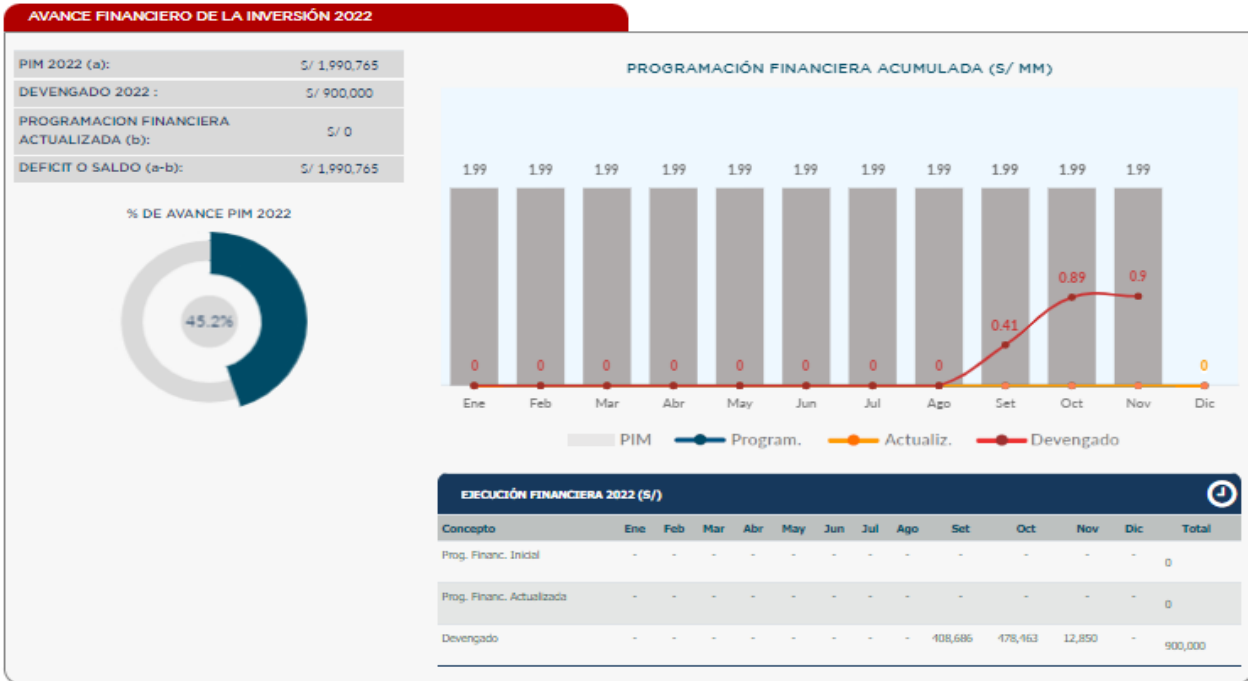 AVANCE FINANCIERO DE LA INVERSIÓN 2022
PIM 2022 (a): S/ 1,990,765
DEVENGADO 2022 : S/ 900,000
PROGRAMACION FINANCIERA
ACTUALIZADA (b): S/ 0
DEFICIT O SALDO (a-b): S/ 1,990,765
% DE AVANCE PIM 2022
45.2%
PROGRAMACIÓN FINANCIERA ACUMULADA (S/ MM)
1.99 1.99 1.99 1.99 1.99 1.99 1.99 1.99 1.99 1.99 1.99
0 0 0 0 0 0 0 0 0.41 0.89 0.9 0
Ene Feb Mar Abr May Jun Jul Ago Set Oct Nov Dic
PIM Program. Actualiz. Devengado
EJECUCIÓN FINANCIERA 2022 (S/)
Concepto Ene Feb Mar Abr May Jun Jul Ago Set Oct Nov Dic Total
Prog. Financ. Inicial - - - - - - - - - - - - 0
Prog. Financ. Actualizada - - - - - - - - - - - - 0
Devengado - - - - - - - - 408,686 478,463 12,850 - 900,000